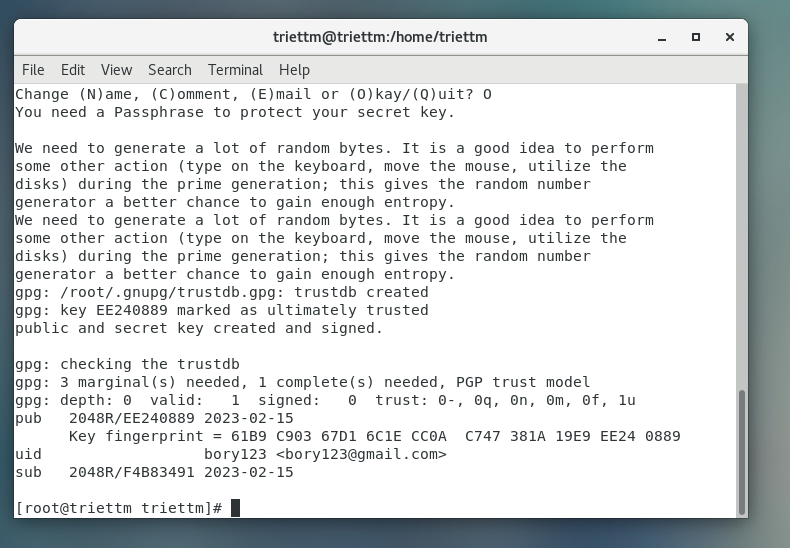 triettm@triettm:/home/triettm
File Edit View Search Terminal Help
Change (N)ame, (C)omment, (E)mail or (O)kay/(Q)uit? O
You need a Passphrase to protect your secret key.
We need to generate a lot of random bytes. It is a good idea to perform
some other action (type on the keyboard, move the mouse, utilize the
disks) during the prime generation; this gives the random number
generator a better chance to gain enough entropy.
We need to generate a lot of random bytes. It is a good idea to perform
some other action (type on the keyboard, move the mouse, utilize the
disks) during the prime generation; this gives the random number
generator a better chance to gain enough entropy.
gpg: /root/.gnupg/trustdb.gpg: trustdb created
gpg: key EE240889 marked as ultimately trusted
public and secret key created and signed.
gpg: checking the trustdb
gpg: 3 marginal(s) needed, 1 complete(s) needed, PGP trust model
gpg: depth: 0  valid:   1  signed:   0  trust: 0-, 0q, 0n, 0m, 0f, 1u
pub   2048R/EE240889 2023-02-15
      Key fingerprint = 61B9 C903 67D1 6C1E CC0A  C747 381A 19E9 EE24 0889
uid                  bory123 <bory123@gmail.com>
sub   2048R/F4B83491 2023-02-15
[root@triettm triettm]#